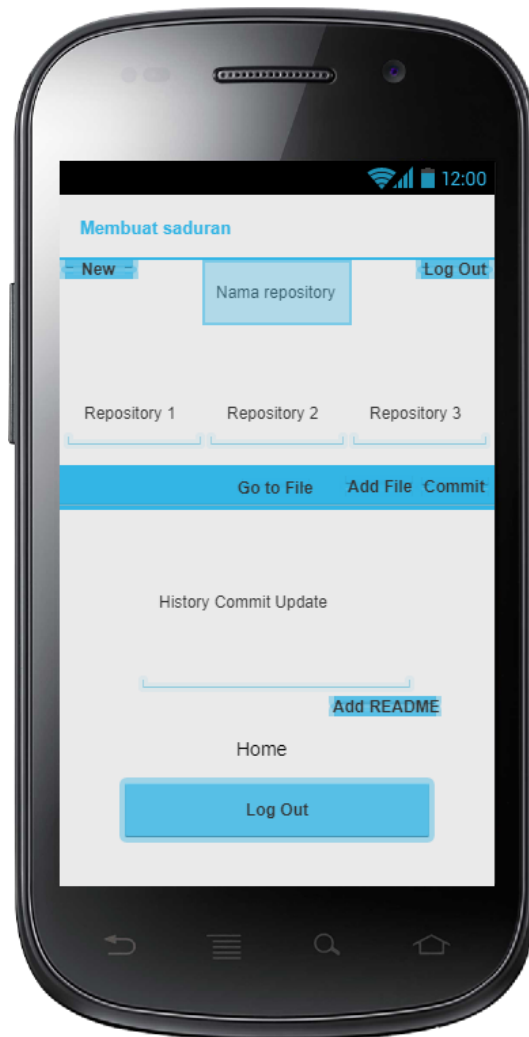 12:00
Membuat saduran
New
Nama repository
Log Out
Repository 1
Repository 2
Repository 3
Go to File
Add File
Commit
History Commit Update
Add README
Home
Log Out